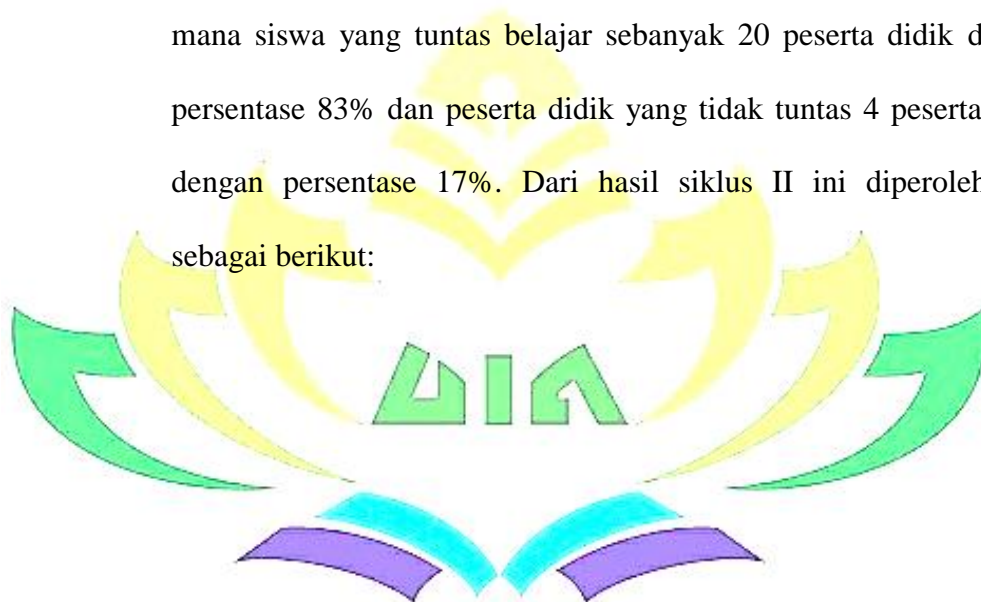 mana siswa yang tuntas belajar sebanyak 20 peserta didik
persentase 83% dan peserta didik yang tidak tuntas 4 peserta
dengan persentase 17%. Dari hasil siklus II ini diperoleh
sebagai berikut: